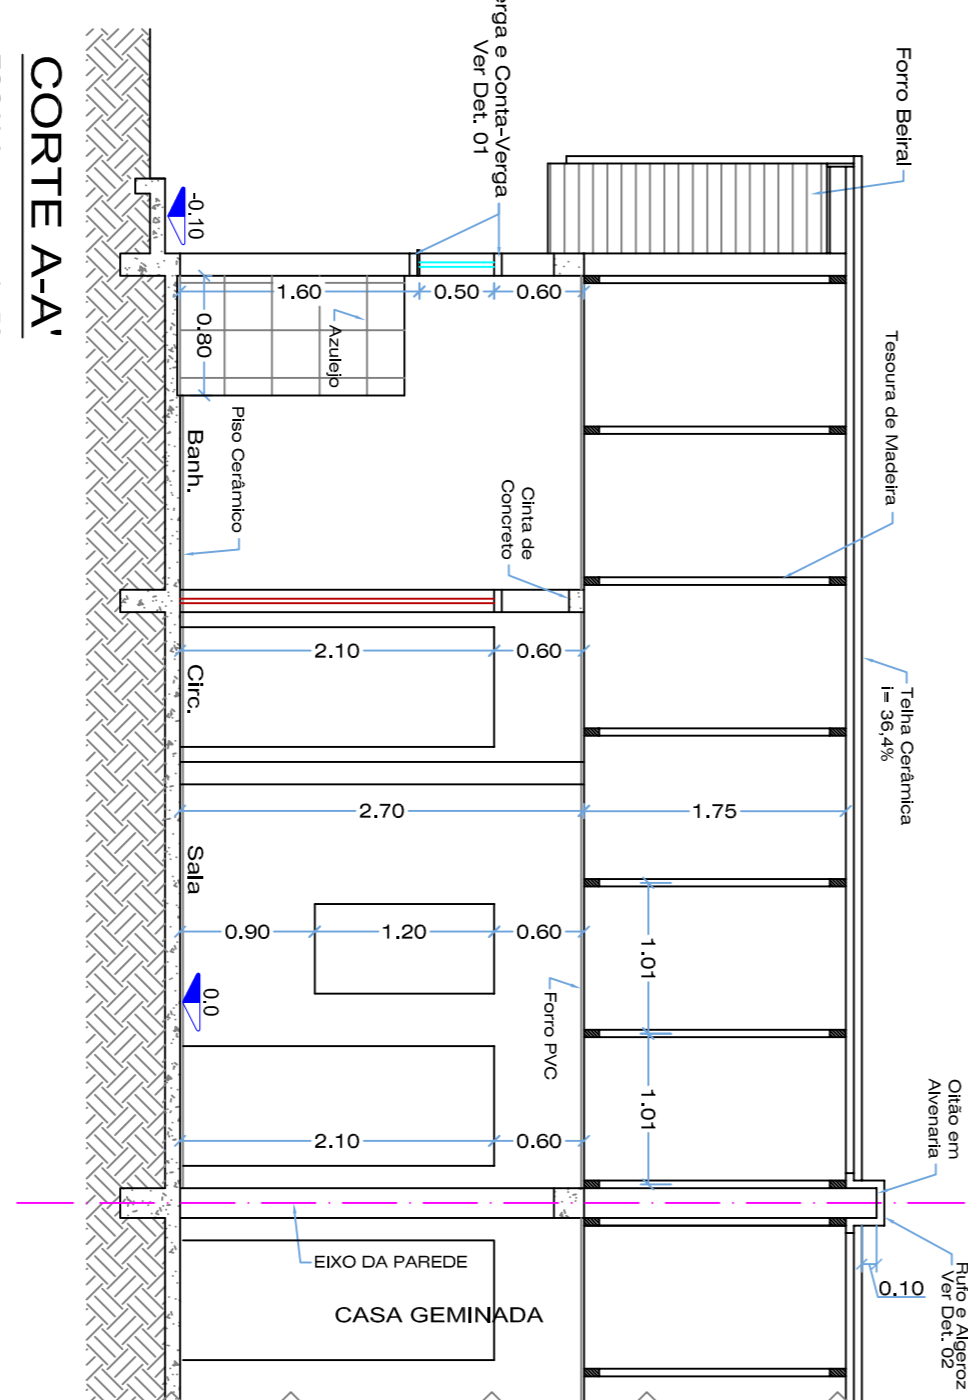 Forro Beiral
Tesoura de Madeira
Telha Cerâmica
i= 36,4%
Oitão em
Alvenaria
Rufo e Algeroz
Ver Det. 02
0.10
e Conta-Verga
Ver Det. 01
1.75
1.01
1.01
Cinta de
Concreto
Forro PVC
1.60
0.50
0.60
0.80
Azulejo
2.10
0.60
2.70
0.90
1.20
0.60
2.10
0.60
Piso Cerâmico
-0.10
Banh.
Circ.
Sala
0.0
EIXO DA PAREDE
CASA GEMINADA
CORTE A-A'